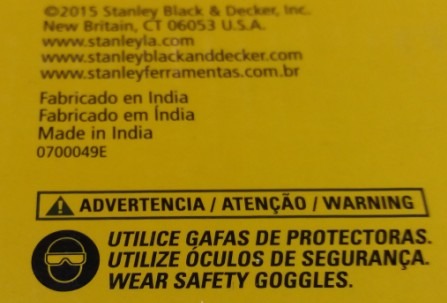 ©2015 Stanley Black & Decker, Inc.
New Britain, CT 06053 U.S.A.
www.stanleyla.com
www.stanleyblackanddecker.com
www.stanleyferramentas.com.br
Fabricado en India
Fabricado em Índia
Made in India
0700049E
ADVERTENCIA / ATENÇÃO / WARNING
UTILICE GAFAS DE PROTECTORAS.
UTILIZE ÓCULOS DE SEGURANÇA.
WEAR SAFETY GOGGLES.